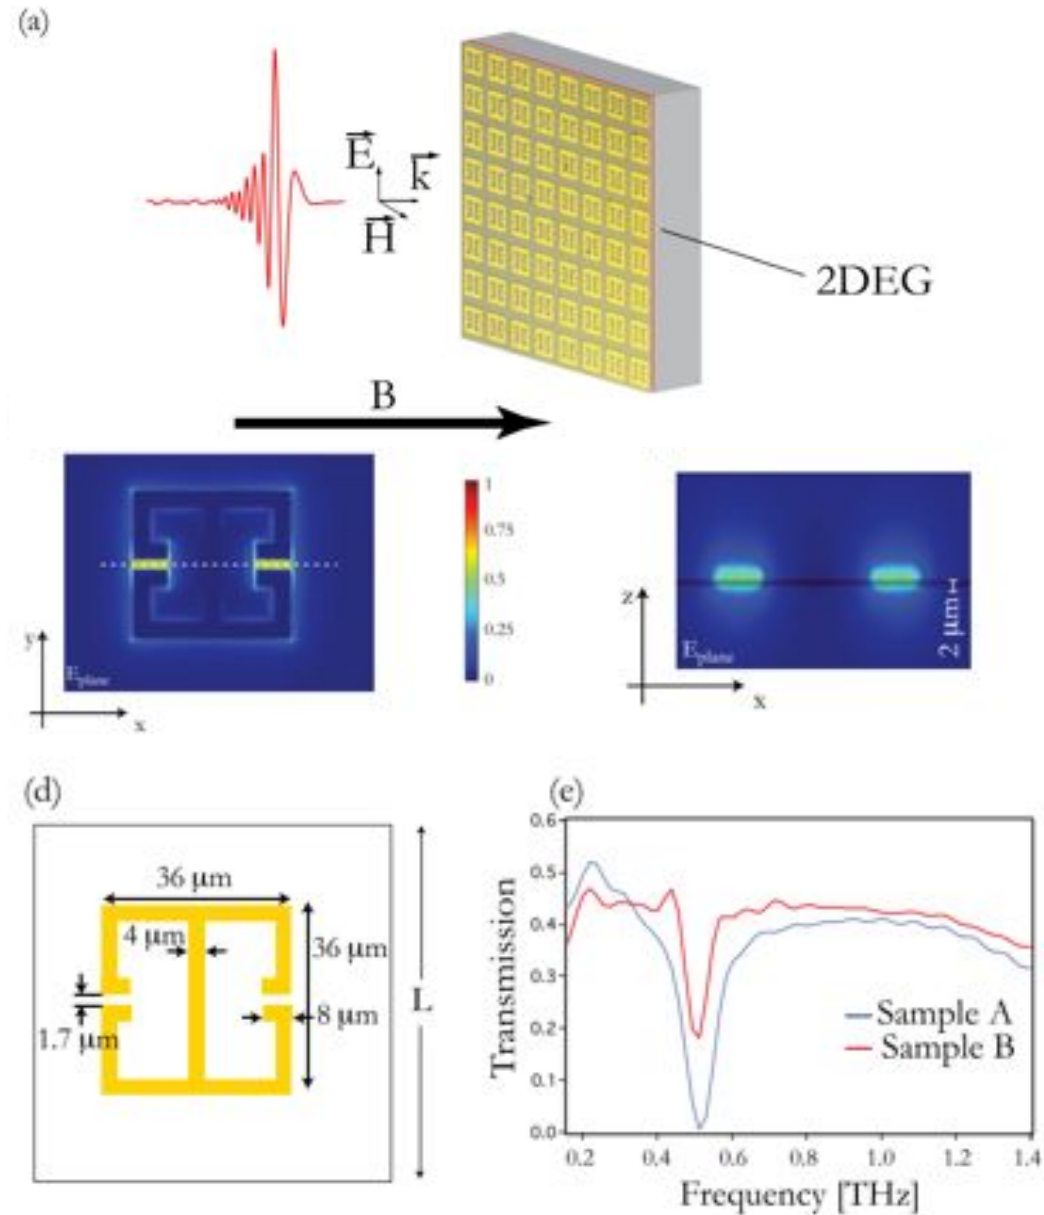 (a)
E
k
H
2DEG
B
1
0.75
0.5
0.25
0
y
E plane
x
z
E plane
2 μm
x
(d)
36 μm
4 μm
36 μm
L
8 μm
1.7 μm
(e)
0.6
0.5
0.4
0.3
0.2
0.1
0.0
Transmission
Sample A
Sample B
0.2 0.4 0.6 0.8 1.0 1.2 1.4
Frequency [THz]